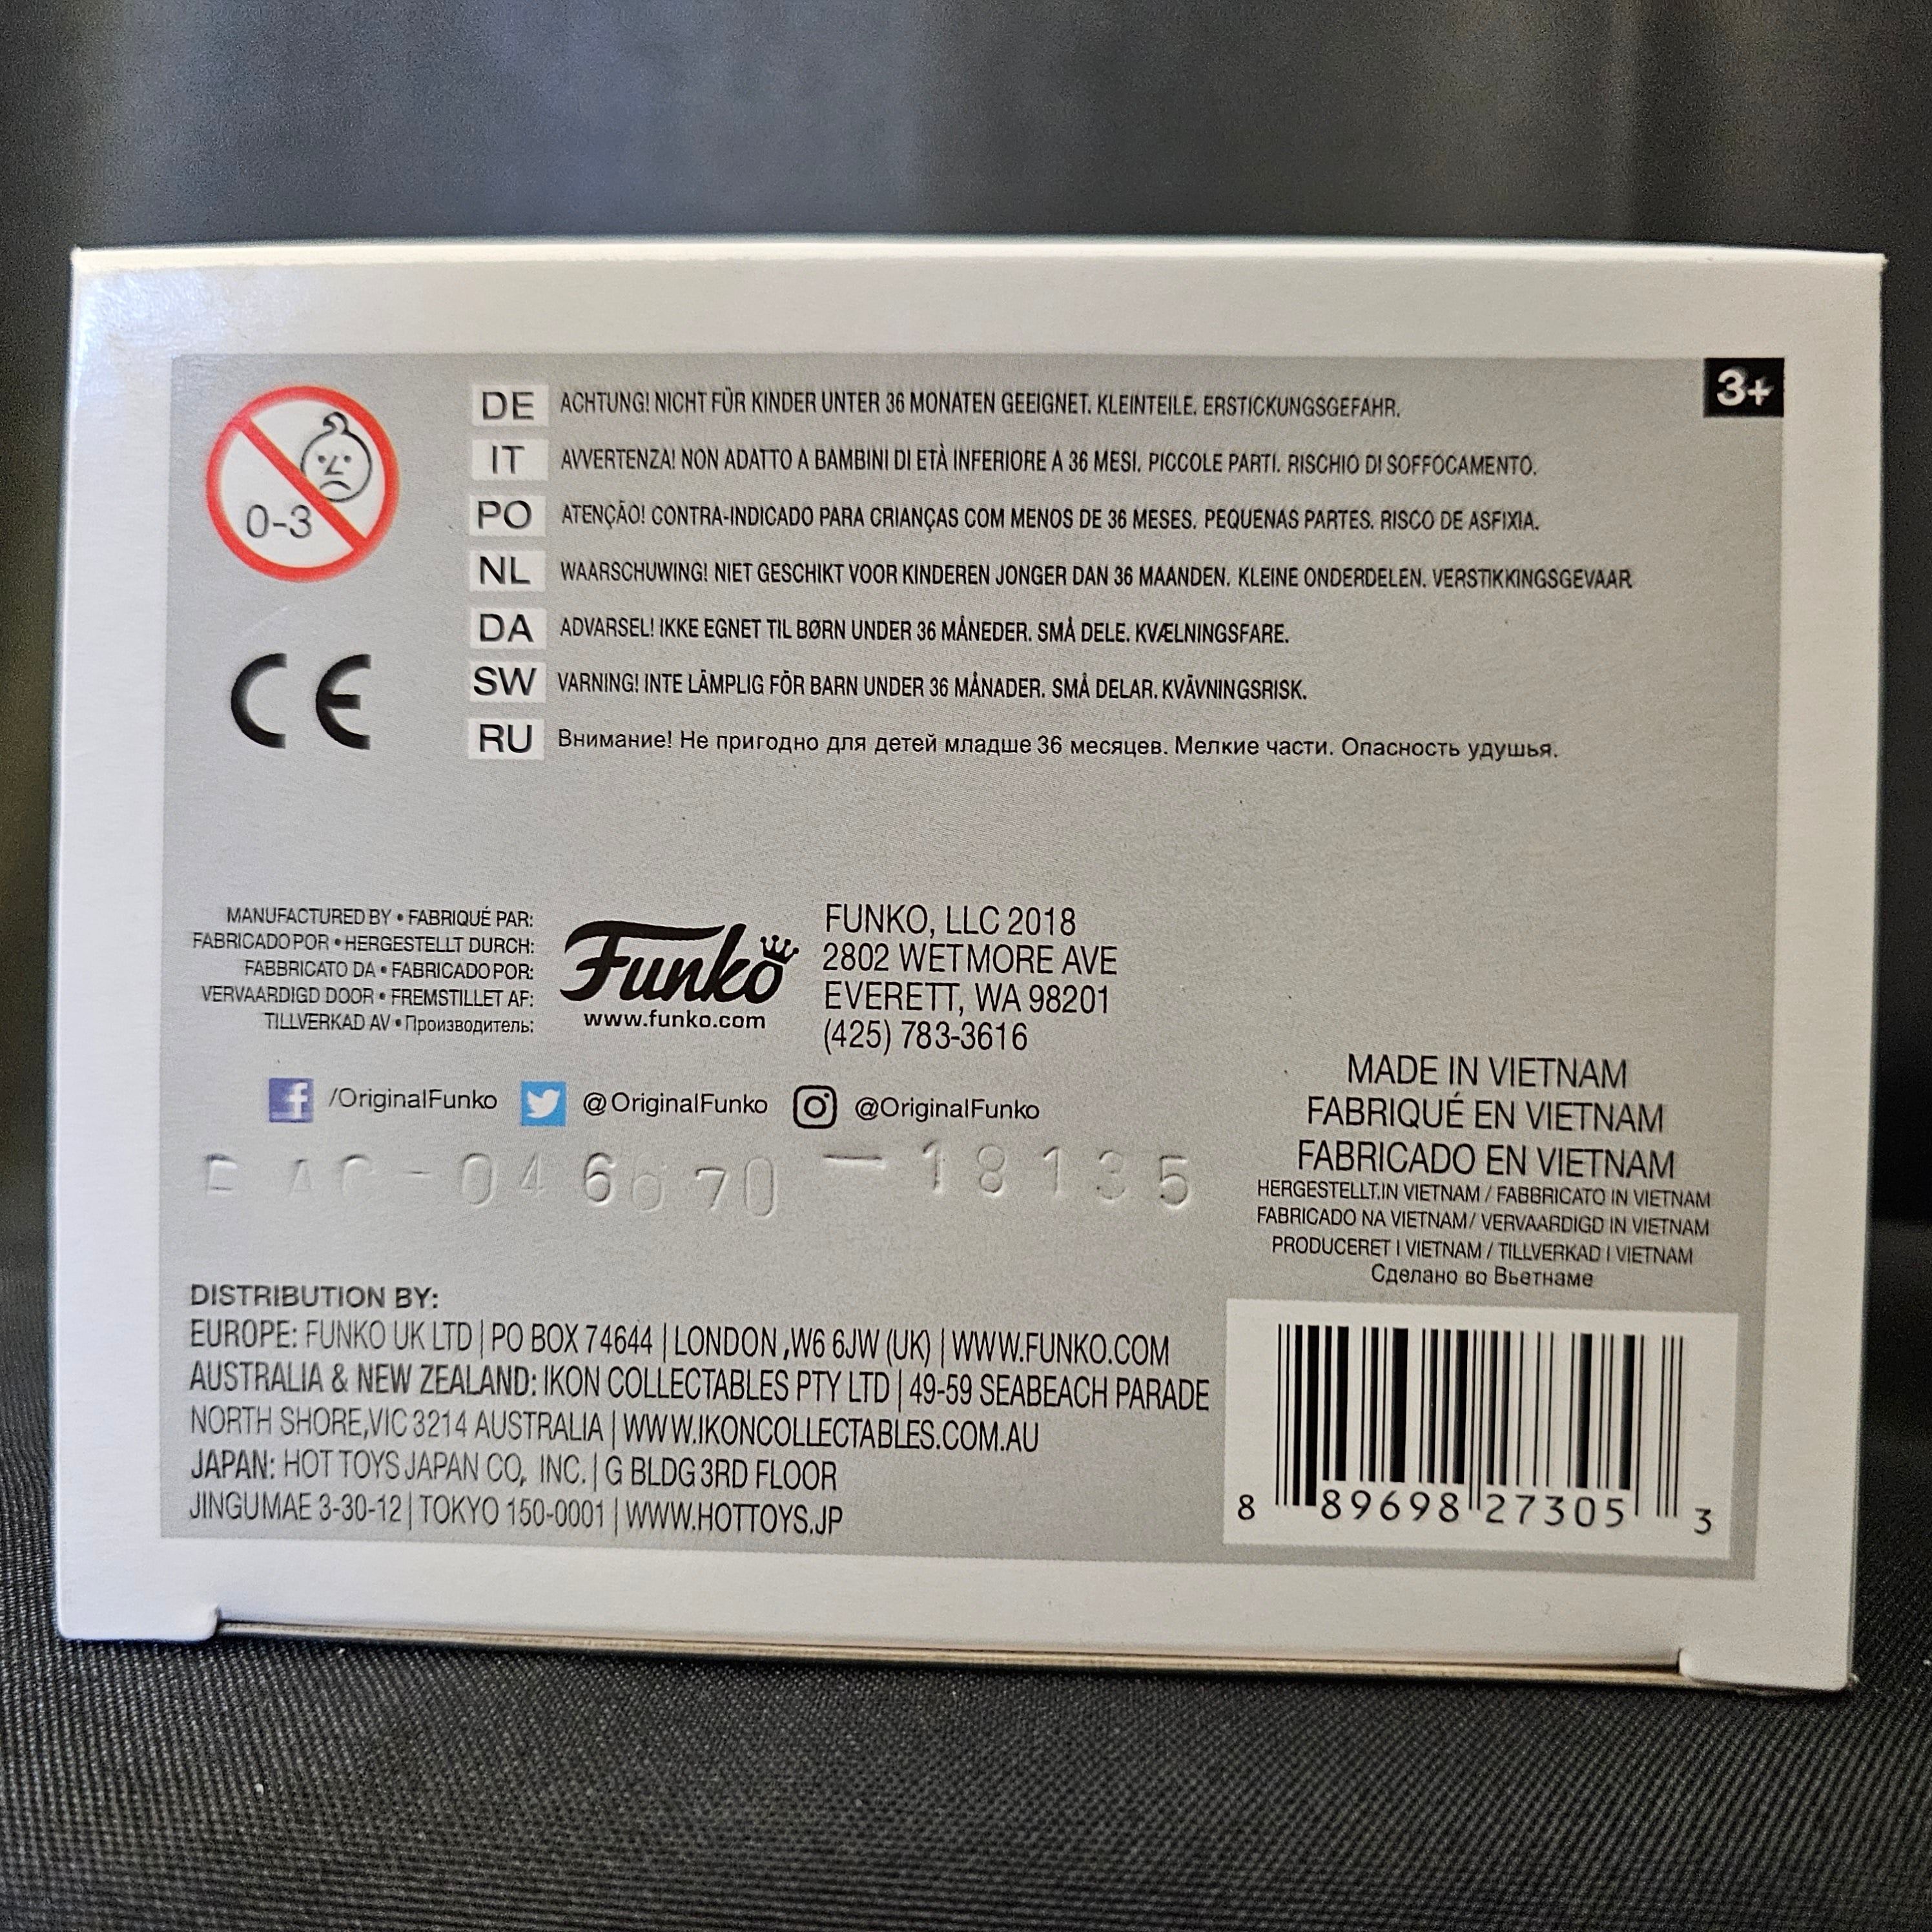 3+
0-3
DE ACHTUNG! NICHT FÜR KINDER UNTER 36 MONATEN GEEIGNET. KLEINTEILE. ERSTICKUNGSGEFAHR.
IT AVVERTENZA! NON ADATTO A BAMBINI DI ETÀ INFERIORE A 36 MESI. PICCOLE PARTI. RISCHIO DI SOFFOCAMENTO.
PO ATENÇÃO! CONTRA-INDICADO PARA CRIANÇAS COM MENOS DE 36 MESES. PEQUENAS PARTES. RISCO DE ASFIXIA.
NL WAARSCHUWING! NIET GESCHIKT VOOR KINDEREN JONGER DAN 36 MAANDEN. KLEINE ONDERDELEN. VERSTIKKINGSGEVAAR
DA ADVARSEL! IKKE EGNET TIL BØRN UNDER 36 MÅNEDER. SMÅ DELE. KVÆLNINGSFARE.
SW VARNING! INTE LÄMPLIG FÖR BARN UNDER 36 MÅNADER. SMÅ DELAR. KVÄVNINGSRISK.
RU Внимание! Не пригодно для детей младше 36 месяцев. Мелкие части. Опасность удушья.
CE
MANUFACTURED BY • FABRIQUÉ PAR:
FABRICADO POR • HERGESTELLT DURCH:
FABBRICATO DA • FABRICADO POR:
VERVAARDIGD DOOR • FREMSTILLET AF:
TILLVERKAD AV • Производитель:
Funko
www.funko.com
FUNKO, LLC 2018
2802 WETMORE AVE
EVERETT, WA 98201
(425) 783-3616
/OriginalFunko @OriginalFunko @OriginalFunko
18135
MADE IN VIETNAM
FABRIQUÉ EN VIETNAM
FABRICADO EN VIETNAM
HERGESTELLT.IN VIETNAM / FABBRICATO IN VIETNAM
FABRICADO NA VIETNAM / VERVAARDIGD IN VIETNAM
PRODUCERET I VIETNAM / TILLVERKAD I VIETNAM
Сделано во Вьетнаме
DISTRIBUTION BY:
EUROPE: FUNKO UK LTD | PO BOX 74644 | LONDON ,W6 6JW (UK) | WWW.FUNKO.COM
AUSTRALIA & NEW ZEALAND: IKON COLLECTABLES PTY LTD | 49-59 SEABEACH PARADE
NORTH SHORE,VIC 3214 AUSTRALIA | WWW.IKONCOLLECTABLES.COM.AU
JAPAN: HOT TOYS JAPAN CO, INC. | G BLDG 3RD FLOOR
JINGUMAE 3-30-12 | TOKYO 150-0001 | WWW.HOTTOYS.JP
8 89698 27305 3